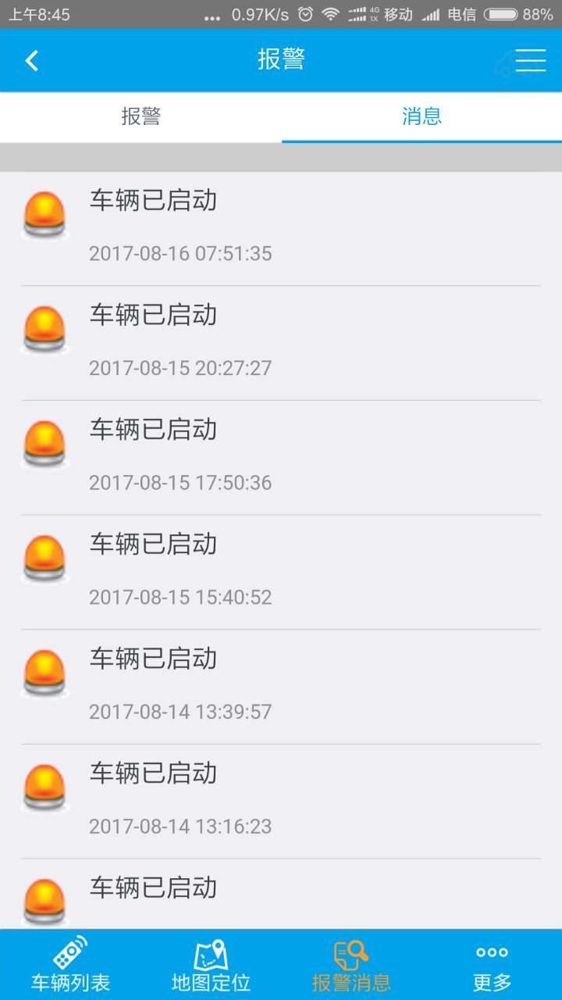 上午8:45 ... 0.97K/s 4G 1X 移动 电信 88%
报警
报警 消息
车辆已启动
2017-08-16 07:51:35
车辆已启动
2017-08-15 20:27:27
车辆已启动
2017-08-15 17:50:36
车辆已启动
2017-08-15 15:40:52
车辆已启动
2017-08-14 13:39:57
车辆已启动
2017-08-14 13:16:23
车辆已启动
车辆列表 地图定位 报警消息 更多